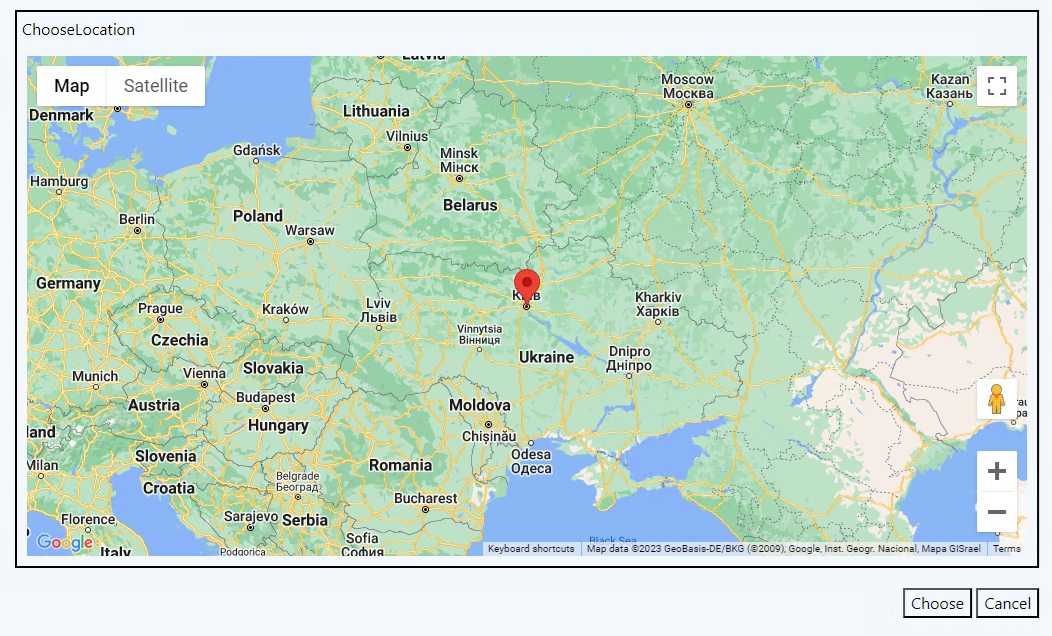 ChooseLocation
Latvia
Map
Satellite
Moscow
Москва
Kazan
Казань
Denmark
Lithuania
Vilnius
Gdańsk
Minsk
Мінск
Hamburg
Belarus
Berlin
Poland
Warsaw
Germany
Prague
Kraków
Lviv
Львів
Kharkiv
Харків
Vinnytsia
Вінниця
Czechia
Ukraine
Dnipro
Дніпро
Slovakia
Munich
Vienna
Budapest
Austria
Moldova
Hungary
Chișinău
Slovenia
Odesa
Одеса
Milan
Romania
Belgrade
Београд
Croatia
Bucharest
Florence
Sarajevo
Serbia
Sofia
София
Black Sea
Google
Italy
Podgorica
Keyboard shortcuts
Map data ©2023 GeoBasis-DE/BKG (©2009), Google, Inst. Geogr. Nacional, Mapa GISrael
Terms
Choose
Cancel